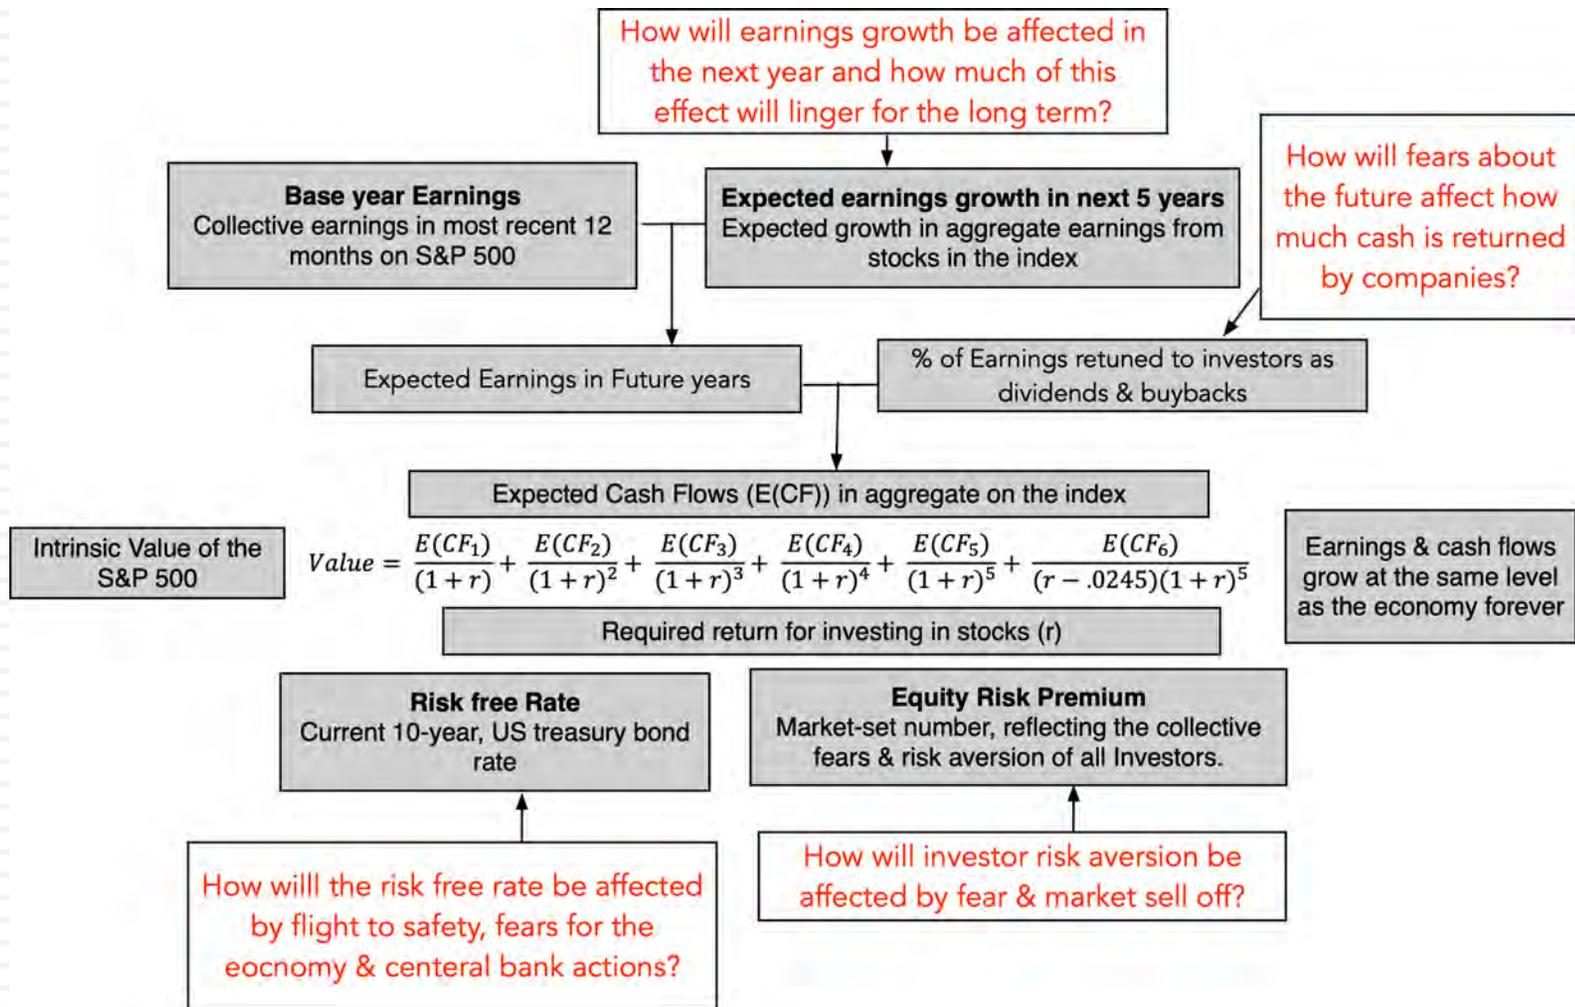 How will earnings growth be affected in
the next year and how much of this
effect will linger for the long term?
How will fears about
the future affect how
much cash is returned
by companies?
Base year Earnings
Collective earnings in most recent 12
months on S&P 500
Expected earnings growth in next 5 years
Expected growth in aggregate earnings from
stocks in the index
Expected Earnings in Future years
% of Earnings retuned to investors as
dividends & buybacks
Expected Cash Flows (E(CF)) in aggregate on the index
Intrinsic Value of the
S&P 500
Value = E(CF₁)/(1 + r) + E(CF₂)/(1 + r)² + E(CF₃)/(1 + r)³ + E(CF₄)/(1 + r)⁴ + E(CF₅)/(1 + r)⁵ + E(CF₆)/(r − .0245)(1 + r)⁵
Earnings & cash flows
grow at the same level
as the economy forever
Required return for investing in stocks (r)
Risk free Rate
Current 10-year, US treasury bond
rate
Equity Risk Premium
Market-set number, reflecting the collective
fears & risk aversion of all Investors.
How willl the risk free rate be affected
by flight to safety, fears for the
eocnomy & centeral bank actions?
How will investor risk aversion be
affected by fear & market sell off?